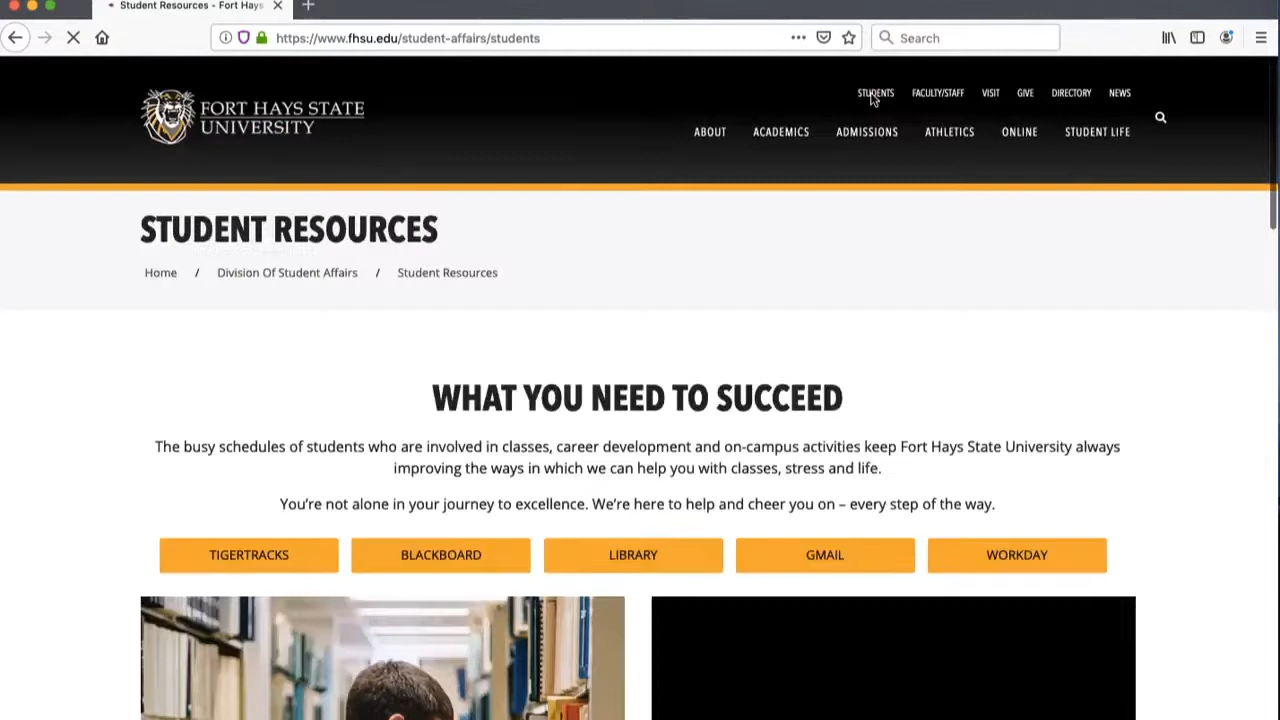 Student Resources - Fort Hays
https://www.fhsu.edu/student-affairs/students
Search
FORT HAYS STATE
UNIVERSITY
STUDENTS FACULTY/STAFF VISIT GIVE DIRECTORY NEWS
ABOUT ACADEMICS ADMISSIONS ATHLETICS ONLINE STUDENT LIFE
STUDENT RESOURCES
Home / Division Of Student Affairs / Student Resources
WHAT YOU NEED TO SUCCEED
The busy schedules of students who are involved in classes, career development and on-campus activities keep Fort Hays State University always
improving the ways in which we can help you with classes, stress and life.
You’re not alone in your journey to excellence. We’re here to help and cheer you on – every step of the way.
TIGERTRACKS BLACKBOARD LIBRARY GMAIL WORKDAY